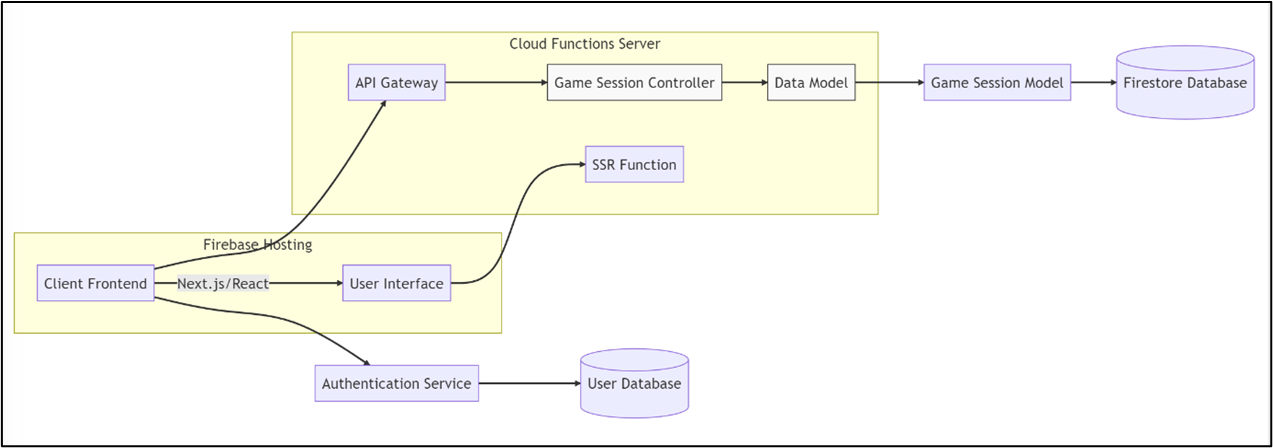 Cloud Functions Server
API Gateway
Game Session Controller
Data Model
Game Session Model
Firestore Database
SSR Function
Firebase Hosting
Client Frontend
Next.js/React
User Interface
Authentication Service
User Database